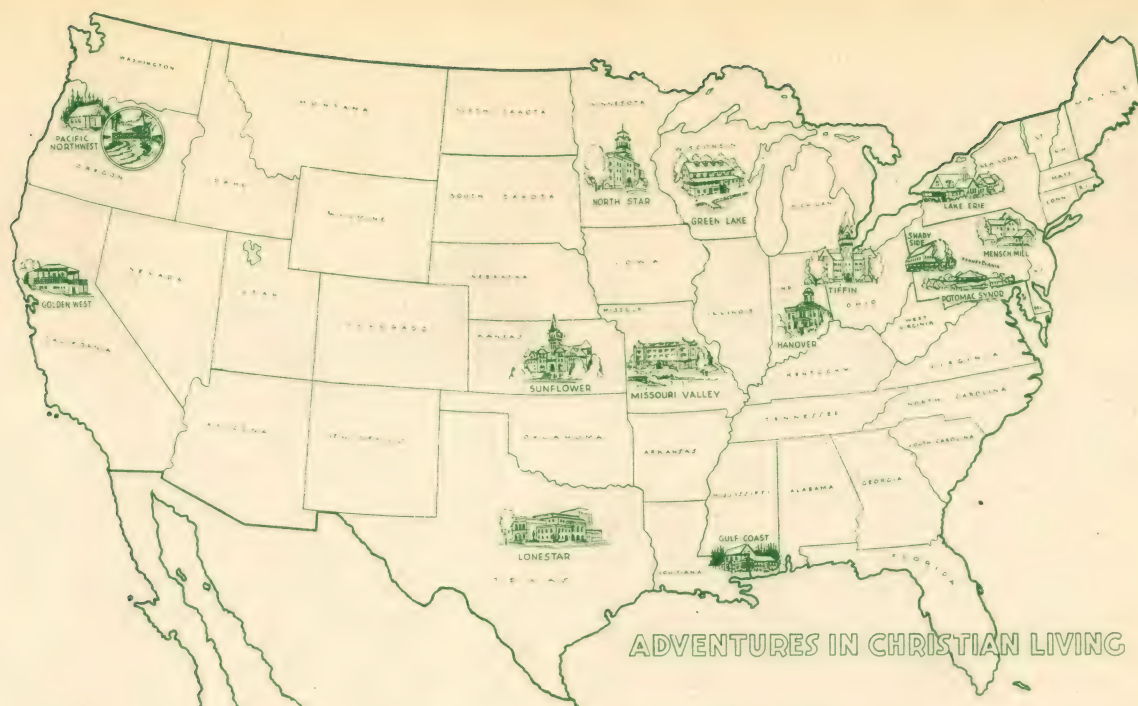 WASHINGTON
MONTANA
NORTH DAKOTA
MINNESOTA
MAINE
PACIFIC
NORTHWEST
OREGON
IDAHO
WYOMING
SOUTH DAKOTA
NORTH STAR
WISCONSIN
GREEN LAKE
MICHIGAN
NEW YORK
LAKE ERIE
VT.
N.H.
MASS.
CONN.
GOLDEN WEST
NEVADA
UTAH
CALIFORNIA
COLORADO
NEBRASKA
IOWA
ILLINOIS
IND.
TIFFIN
OHIO
HANOVER
SHADY
SIDE
PENNSYLVANIA
MENSCH MILL
POTOMAC SYNOD
WEST
VIRGINIA
VIRGINIA
KANSAS
SUNFLOWER
MISSOURI
MISSOURI VALLEY
KENTUCKY
TENNESSEE
NORTH CAROLINA
SOUTH CAROLINA
ARIZONA
NEW MEXICO
OKLAHOMA
ARKANSAS
MISSISSIPPI
ALABAMA
GEORGIA
LONESTAR
TEXAS
LOUISIANA
GULF COAST
FLORIDA
ADVENTURES IN CHRISTIAN LIVING